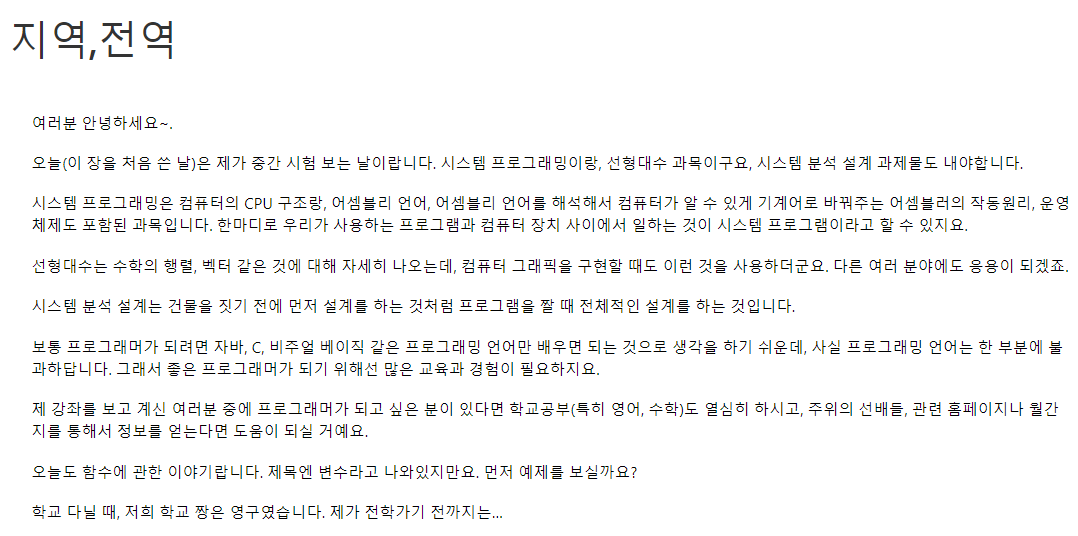 지역,전역
여러분 안녕하세요~.
오늘(이 장을 처음 쓴 날)은 제가 중간 시험 보는 날이랍니다. 시스템 프로그래밍이랑, 선형대수 과목이구요, 시스템 분석 설계 과제물도 내야합니다.
시스템 프로그래밍은 컴퓨터의 CPU 구조랑, 어셈블리 언어, 어셈블리 언어를 해석해서 컴퓨터가 알 수 있게 기계어로 바꿔주는 어셈블러의 작동원리, 운영
체제도 포함된 과목입니다. 한마디로 우리가 사용하는 프로그램과 컴퓨터 장치 사이에서 일하는 것이 시스템 프로그램이라고 할 수 있지요.
선형대수는 수학의 행렬, 벡터 같은 것에 대해 자세히 나오는데, 컴퓨터 그래픽을 구현할 때도 이런 것을 사용하더군요. 다른 여러 분야에도 응용이 되겠죠.
시스템 분석 설계는 건물을 짓기 전에 먼저 설계를 하는 것처럼 프로그램을 짤 때 전체적인 설계를 하는 것입니다.
보통 프로그래머가 되려면 자바, C, 비주얼 베이직 같은 프로그래밍 언어만 배우면 되는 것으로 생각을 하기 쉬운데, 사실 프로그래밍 언어는 한 부분에 불
과하답니다. 그래서 좋은 프로그래머가 되기 위해선 많은 교육과 경험이 필요하지요.
제 강좌를 보고 계신 여러분 중에 프로그래머가 되고 싶은 분이 있다면 학교공부(특히 영어, 수학)도 열심히 하시고, 주위의 선배들, 관련 홈페이지나 월간
지를 통해서 정보를 얻는다면 도움이 되실 거예요.
오늘도 함수에 관한 이야기랍니다. 제목엔 변수라고 나와있지만요. 먼저 예제를 보실까요?
학교 다닐 때, 저희 학교 짱은 영구였습니다. 제가 전학가기 전까지는...